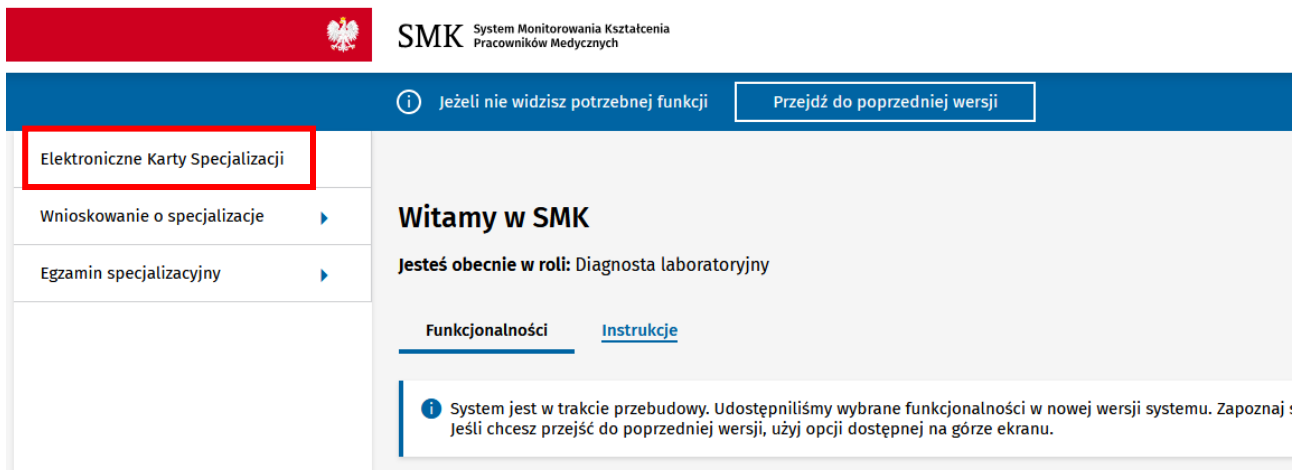 SMK System Monitorowania Kształcenia
Pracowników Medycznych
Jeżeli nie widzisz potrzebnej funkcji
Przejdź do poprzedniej wersji
Elektroniczne Karty Specjalizacji
Wnioskowanie o specjalizacje
Egzamin specjalizacyjny
Witamy w SMK
Jesteś obecnie w roli: Diagnosta laboratoryjny
Funkcjonalności
Instrukcje
System jest w trakcie przebudowy. Udostępniliśmy wybrane funkcjonalności w nowej wersji systemu. Zapoznaj
Jeśli chcesz przejść do poprzedniej wersji, użyj opcji dostępnej na górze ekranu.